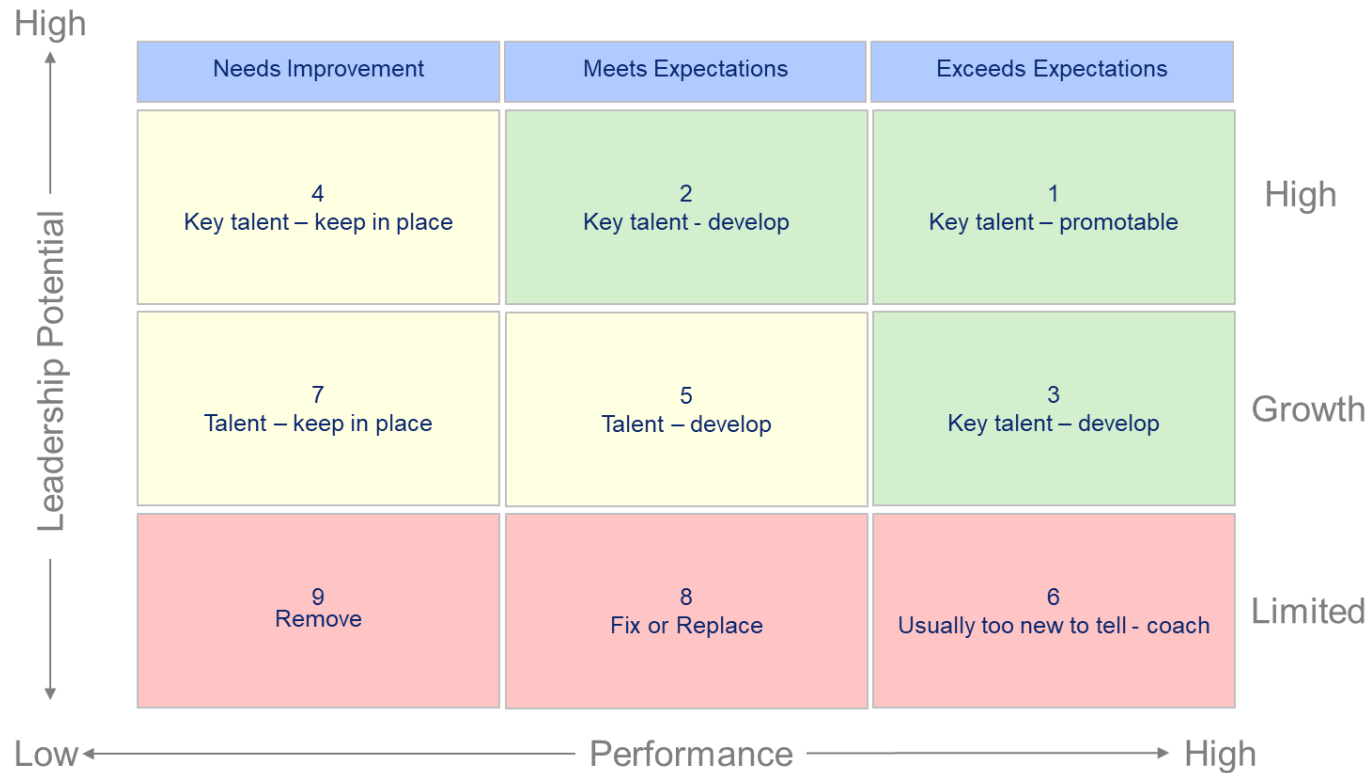 High
Needs Improvement
Meets Expectations
Exceeds Expectations
4
Key talent – keep in place
2
Key talent - develop
1
Key talent – promotable
High
Leadership Potential
7
Talent – keep in place
5
Talent – develop
3
Key talent – develop
Growth
9
Remove
8
Fix or Replace
6
Usually too new to tell - coach
Limited
Low
Performance
High